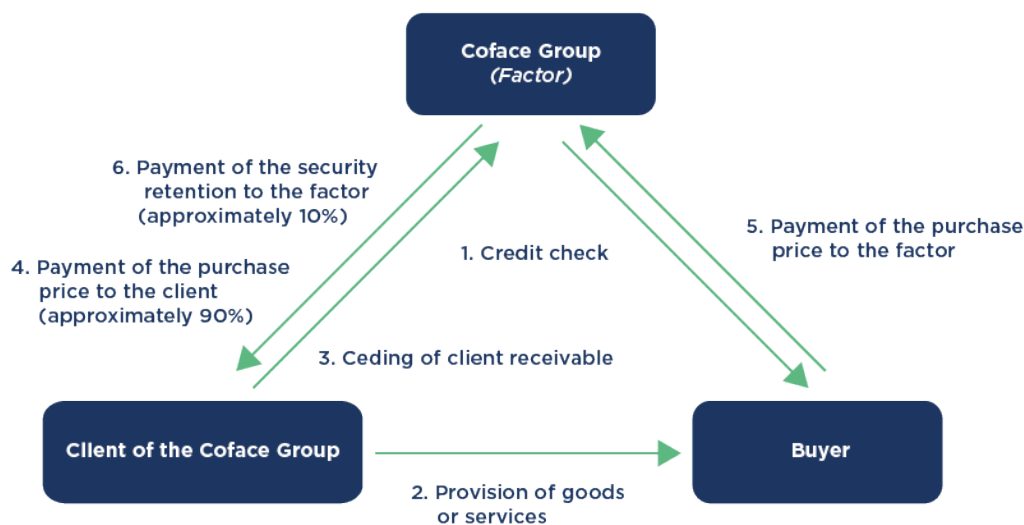 Coface Group
(Factor)
6. Payment of the security
retention to the factor
(approximately 10%)
5. Payment of the purchase
price to the factor
1. Credit check
4. Payment of the purchase
price to the client
(approximately 90%)
3. Ceding of client receivable
Client of the Coface Group
Buyer
2. Provision of goods
or services